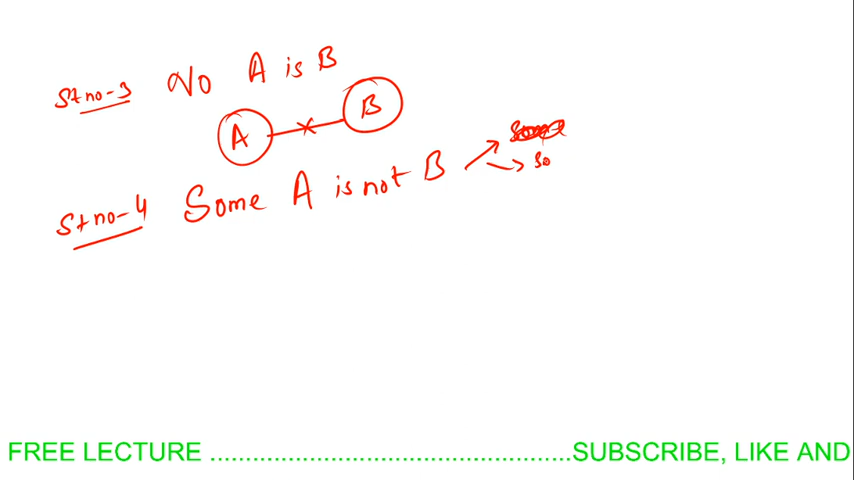 St no-3 No A is B
A B
St no-4 Some A is not B
so
FREE LECTURE ...................................................SUBSCRIBE, LIKE AND